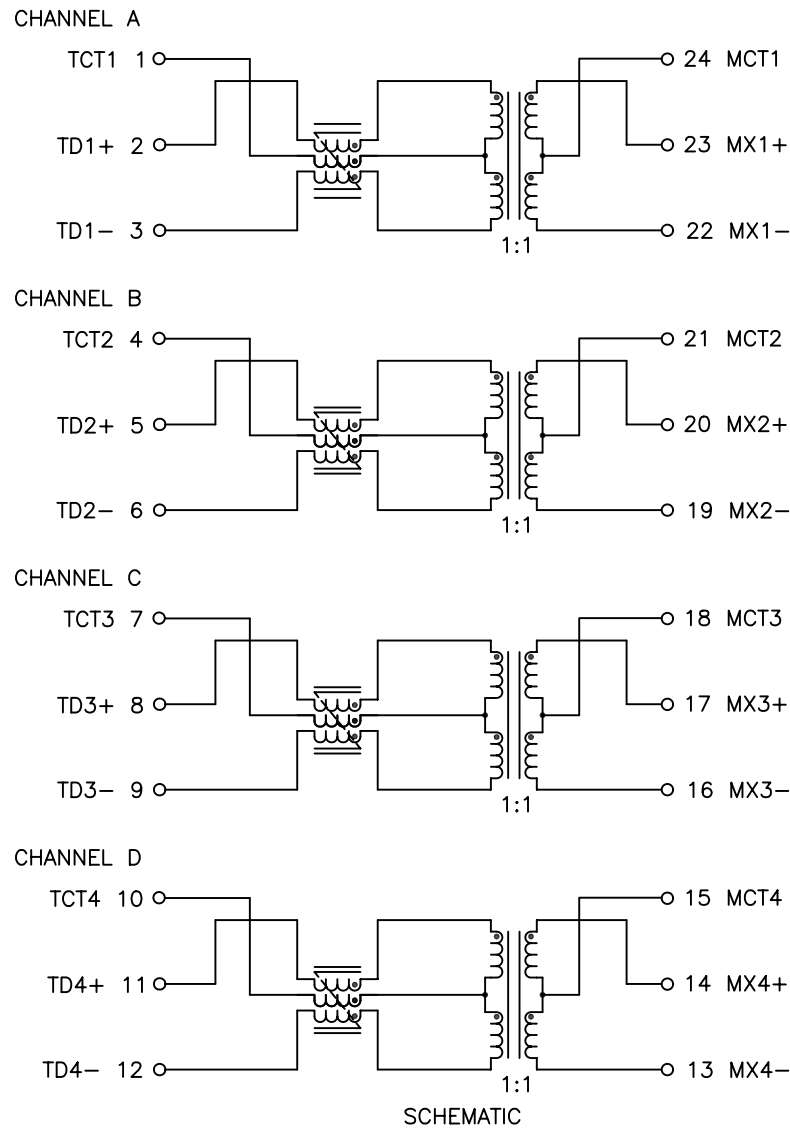 CHANNEL A
TCT1 1 24 MCT1
TD1+ 2 23 MX1+
TD1- 3 22 MX1-
1:1
CHANNEL B
TCT2 4 21 MCT2
TD2+ 5 20 MX2+
TD2- 6 19 MX2-
1:1
CHANNEL C
TCT3 7 18 MCT3
TD3+ 8 17 MX3+
TD3- 9 16 MX3-
1:1
CHANNEL D
TCT4 10 15 MCT4
TD4+ 11 14 MX4+
TD4- 12 13 MX4-
1:1
SCHEMATIC